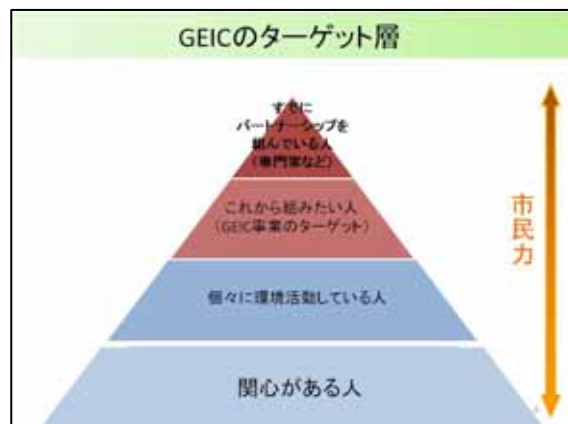 GEICのターゲット層
すでに
パートナーシップを
組んでいる人
(専門家など)
これから組みたい人
(GEIC事業のターゲット)
個々に環境活動している人
関心がある人
市民力